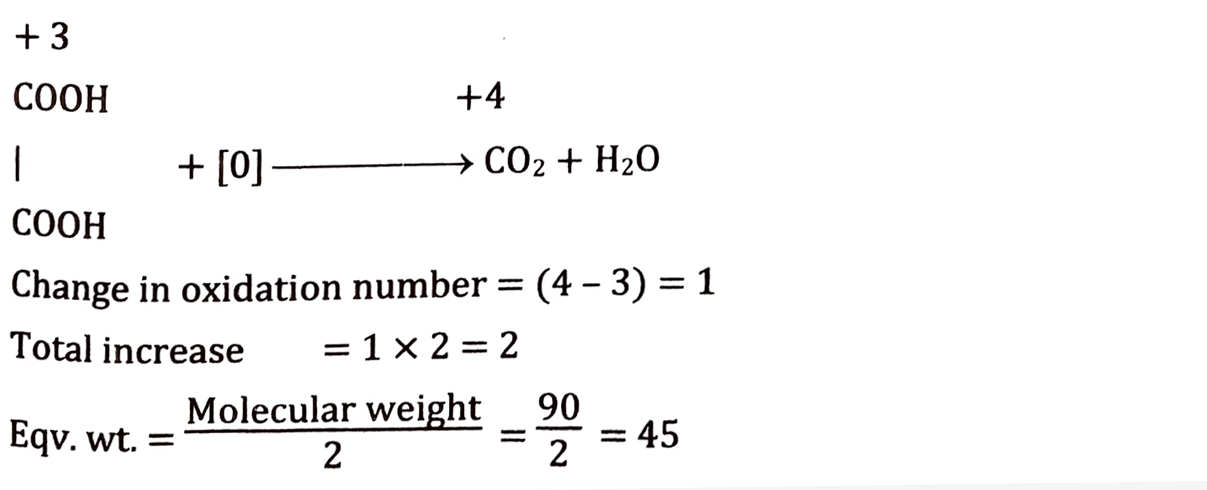 + 3
COOH +4
| + [0] ⟶ CO₂ + H₂O
COOH
Change in oxidation number = (4 – 3) = 1
Total increase = 1 × 2 = 2
Eqv. wt. = Molecular weight / 2 = 90 / 2 = 45